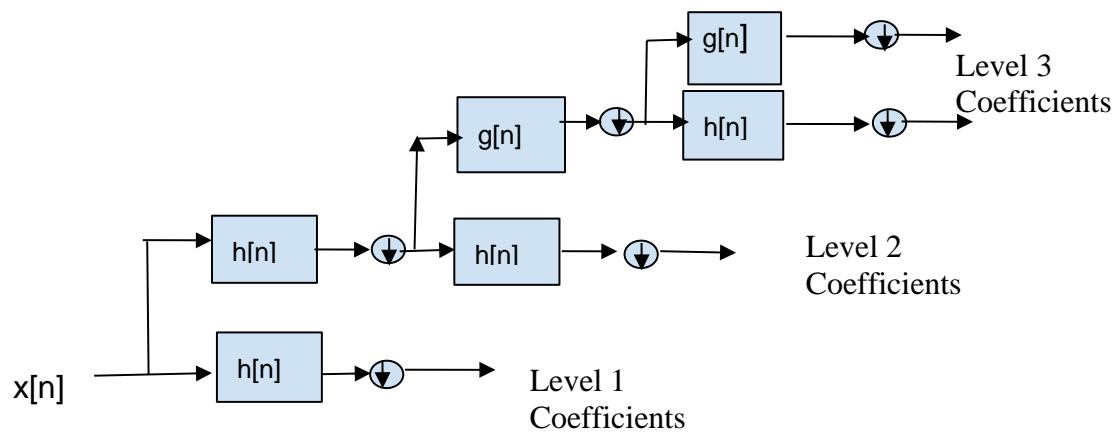 g[n]
Level 3
Coefficients
g[n]
h[n]
h[n]
h[n]
Level 2
Coefficients
x[n]
h[n]
Level 1
Coefficients